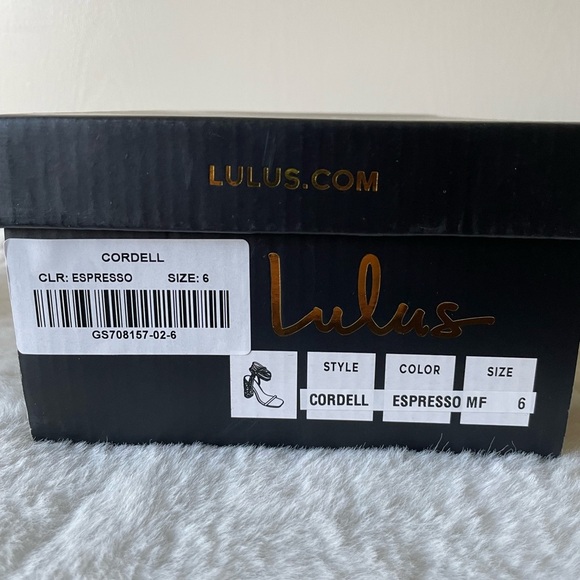 LULUS.COM
CORDELL
CLR: ESPRESSO SIZE: 6
GS708157-02-6
Lulus
STYLE COLOR SIZE
CORDELL ESPRESSO MF 6